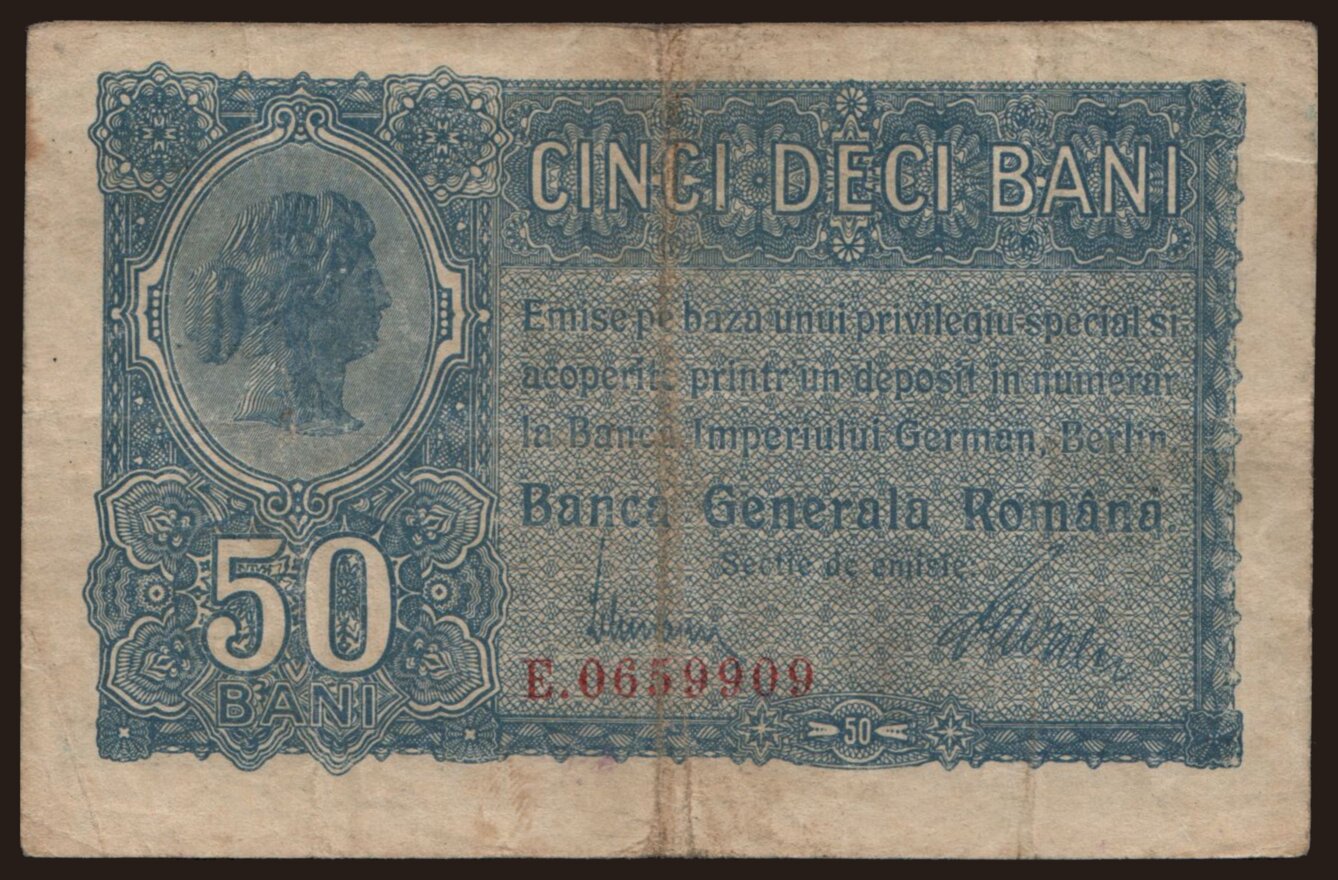 CINCI DECI BANI
Emise pe baza unui privilegiu special si
acoperite printr'un deposit in numerar
la Banca Imperiului German, Berlin.
Banca Generala Română
Sectie de emisie.
E.0659909
50
BANI
50